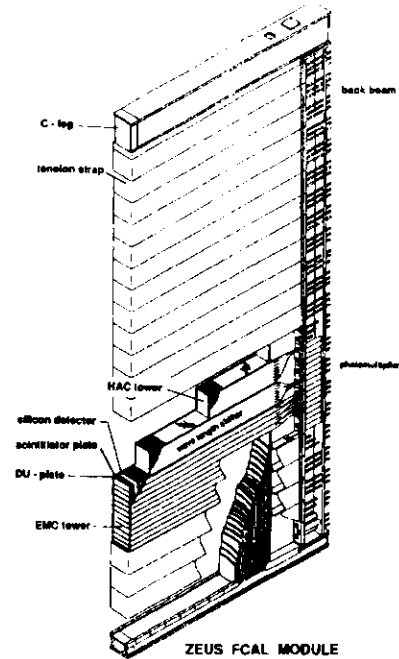 back beam
C - leg
tension strap
HAC tower
photomultiplier
silicon detector
wave length shifter
scintillator plate
DU - plate
EMC tower
ZEUS FCAL MODULE